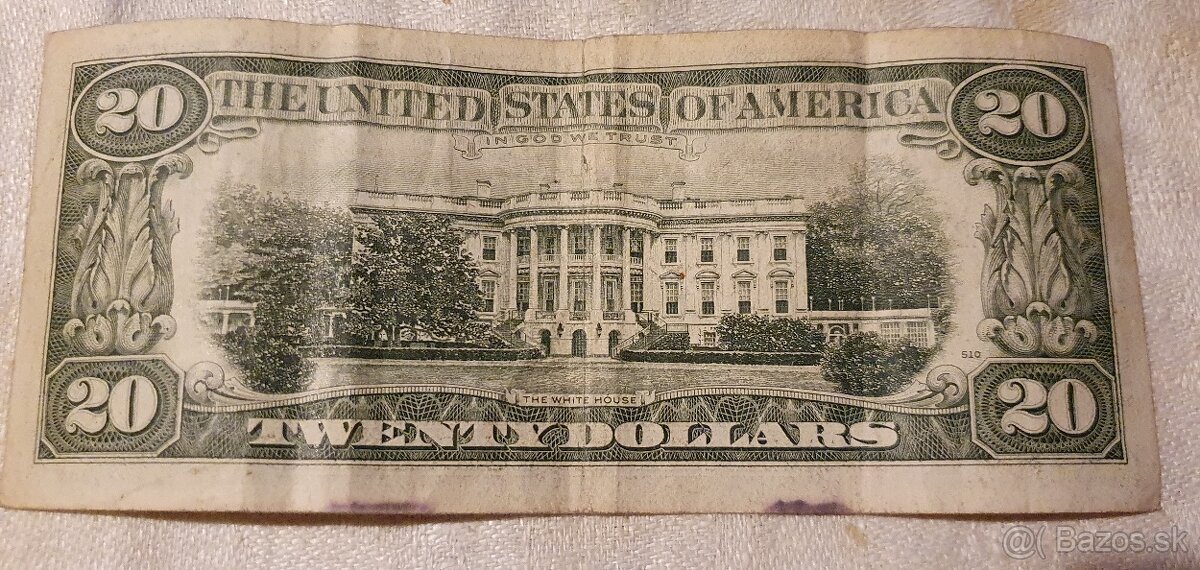 20 THE UNITED STATES OF AMERICA 20
IN GOD WE TRUST
510
THE WHITE HOUSE
20 TWENTY DOLLARS 20
@( Bazos.sk